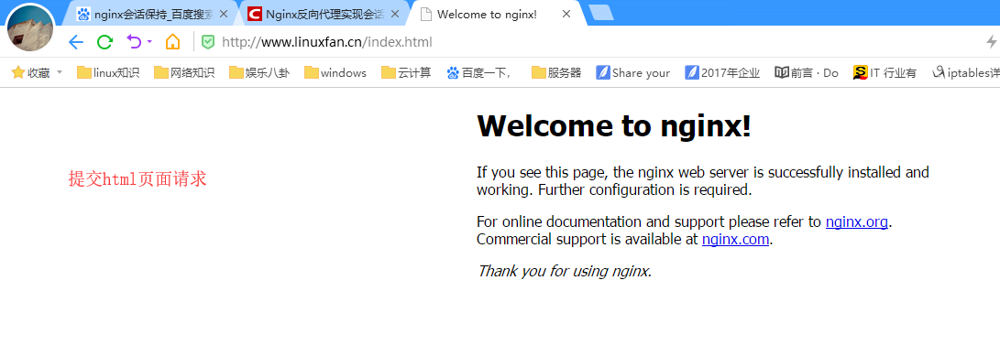 nginx会话保持_百度搜索
Nginx反向代理实现会话
Welcome to nginx!
http://www.linuxfan.cn/index.html
收藏 linux知识 网络知识 娱乐八卦 windows 云计算 百度一下, 服务器 Share your 2017年企业 前言 · Do IT 行业有 iptables详
Welcome to nginx!
If you see this page, the nginx web server is successfully installed and
working. Further configuration is required.
提交html页面请求
For online documentation and support please refer to nginx.org.
Commercial support is available at nginx.com.
Thank you for using nginx.